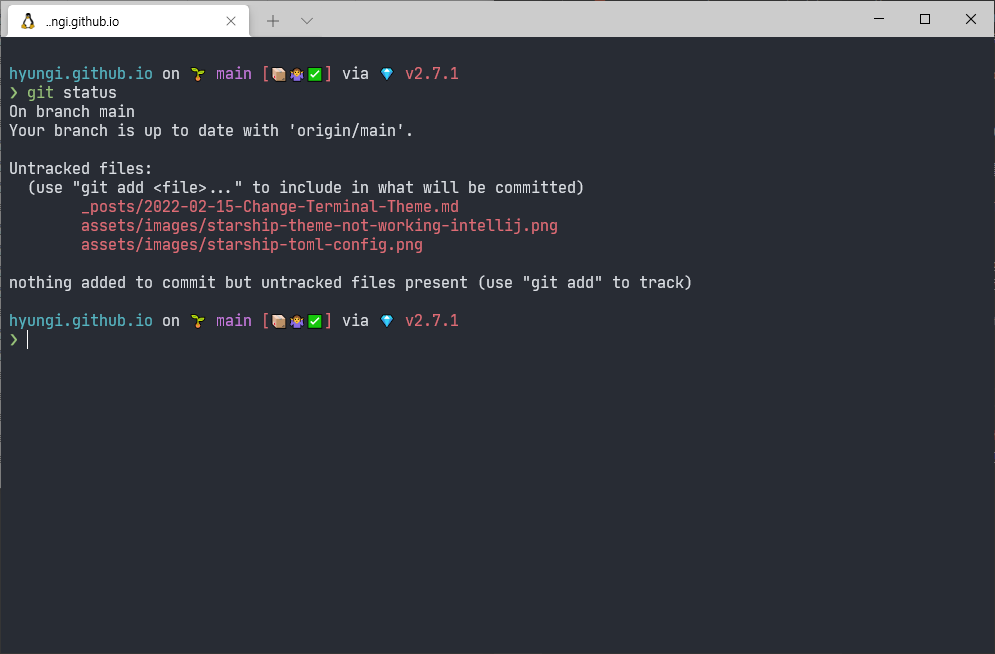 ..ngi.github.io
hyungi.github.io on 🌱 main [📦🤷✅] via 💎 v2.7.1
❯ git status
On branch main
Your branch is up to date with 'origin/main'.
Untracked files:
(use "git add <file>..." to include in what will be committed)
_posts/2022-02-15-Change-Terminal-Theme.md
assets/images/starship-theme-not-working-intellij.png
assets/images/starship-toml-config.png
nothing added to commit but untracked files present (use "git add" to track)
hyungi.github.io on 🌱 main [📦🤷✅] via 💎 v2.7.1
❯